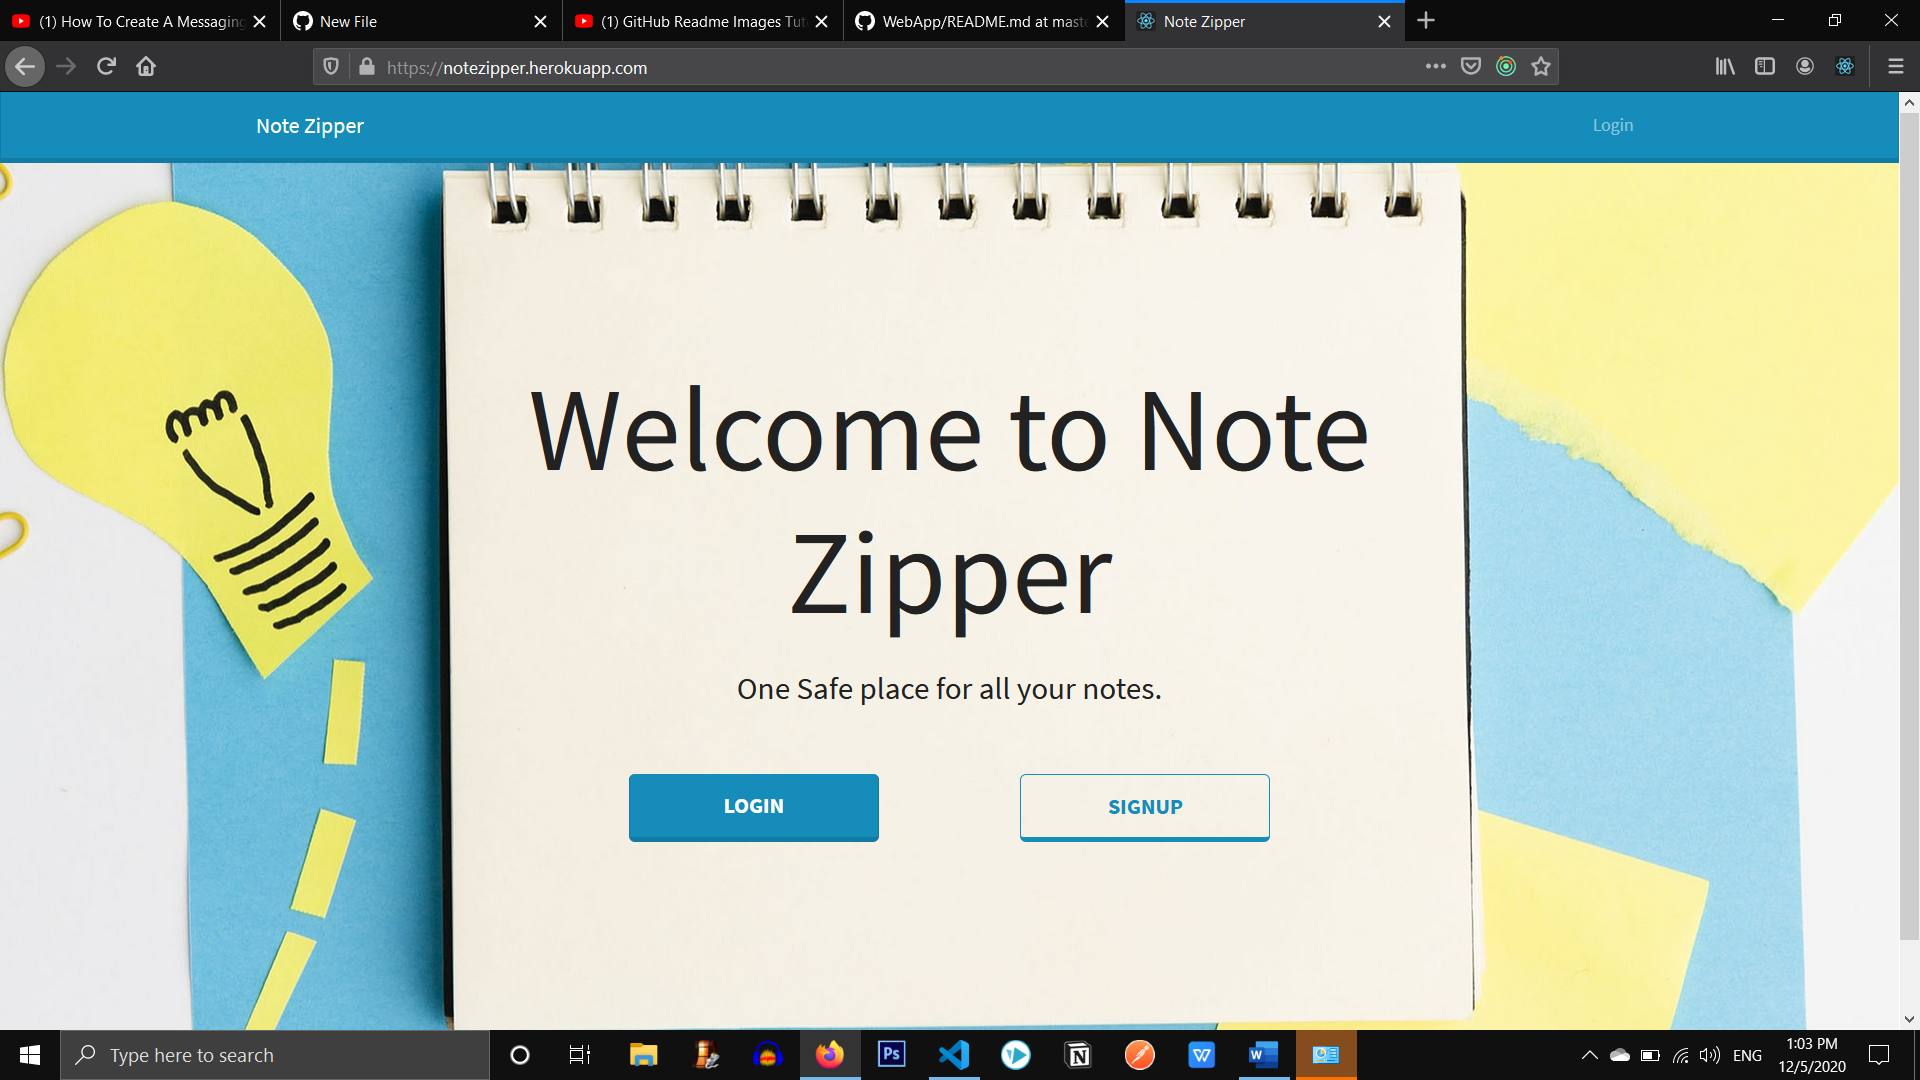 (1) How To Create A Messaging
New File
(1) GitHub Readme Images Tut
WebApp/README.md at maste
Note Zipper
https://notezipper.herokuapp.com
Note Zipper
Login
Welcome to Note
Zipper
One Safe place for all your notes.
LOGIN
SIGNUP
Type here to search
Ps
ENG
1:03 PM
12/5/2020